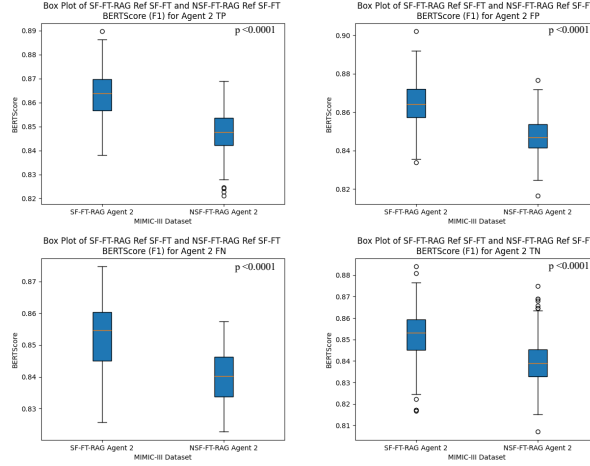 Box Plot of SF-FT-RAG Ref SF-FT and NSF-FT-RAG Ref SF-FT
BERTScore (F1) for Agent 2 TP
p <0.0001
0.89
0.88
0.87
0.86
0.85
0.84
0.83
0.82
BERTScore
SF-FT-RAG Agent 2
NSF-FT-RAG Agent 2
MIMIC-III Dataset
Box Plot of SF-FT-RAG Ref SF-FT and NSF-FT-RAG Ref SF-F
BERTScore (F1) for Agent 2 FP
p <0.0001
0.90
0.88
0.86
0.84
0.82
BERTScore
SF-FT-RAG Agent 2
NSF-FT-RAG Agent 2
MIMIC-III Dataset
Box Plot of SF-FT-RAG Ref SF-FT and NSF-FT-RAG Ref SF-FT
BERTScore (F1) for Agent 2 FN
p <0.0001
0.87
0.86
0.85
0.84
0.83
BERTScore
SF-FT-RAG Agent 2
NSF-FT-RAG Agent 2
MIMIC-III Dataset
Box Plot of SF-FT-RAG Ref SF-FT and NSF-FT-RAG Ref SF-F
BERTScore (F1) for Agent 2 TN
p <0.0001
0.88
0.87
0.86
0.85
0.84
0.83
0.82
0.81
BERTScore
SF-FT-RAG Agent 2
NSF-FT-RAG Agent 2
MIMIC-III Dataset